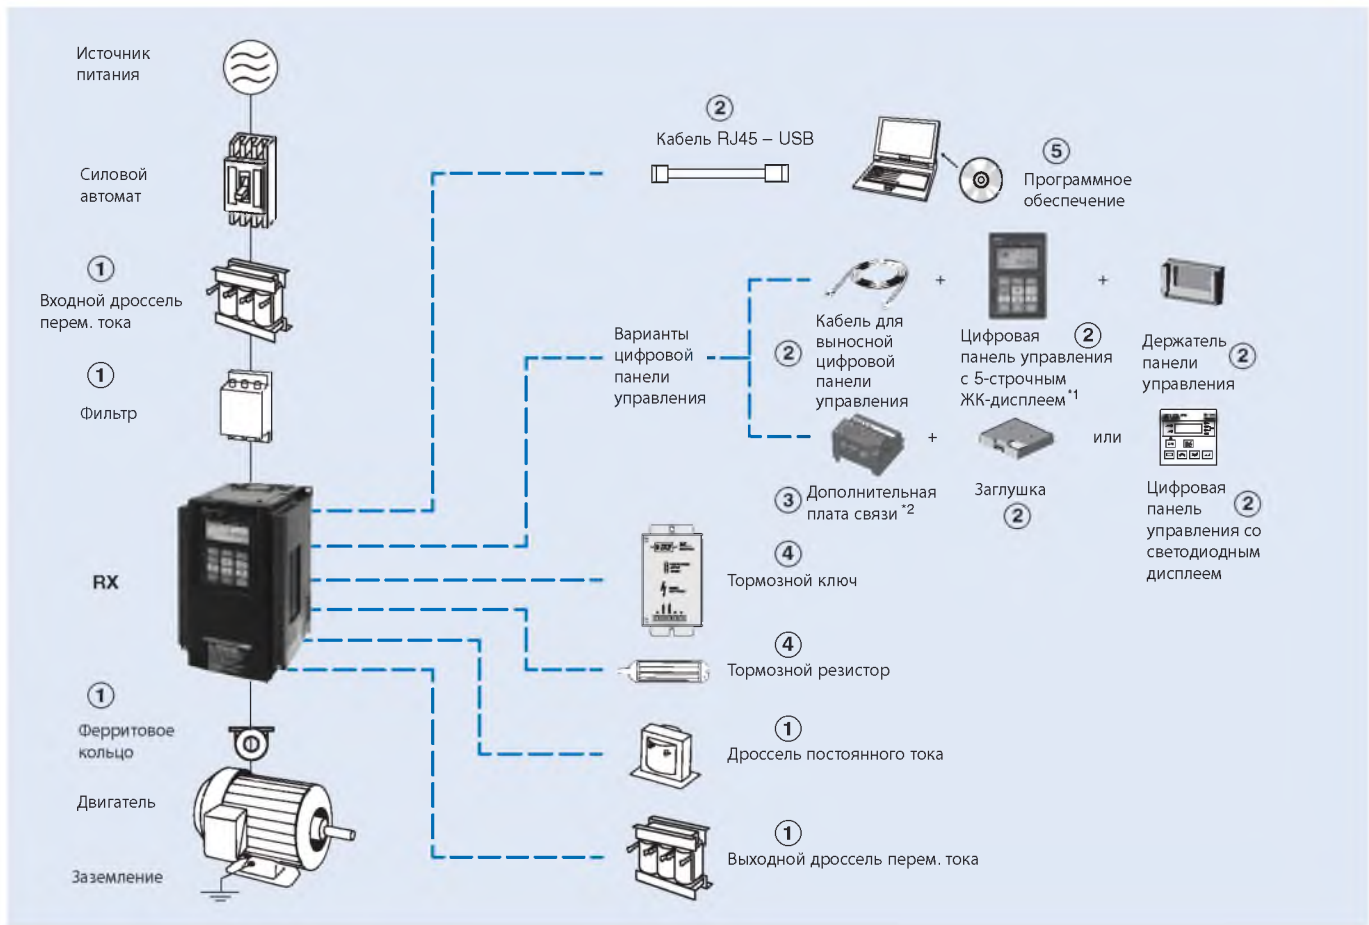 Источник
питания
Силовой
автомат
1
Входной дроссель
перем. тока
1
Фильтр
RX
1
Ферритовое
кольцо
Двигатель
Заземление
2
Кабель RJ45 – USB
5
Программное
обеспечение
Варианты
цифровой
панели
управления
2
Кабель для
выносной
цифровой
панели
управления
+
Цифровая 2
панель управления
с 5-строчным
ЖК-дисплеем *1
+
Держатель
панели 2
управления
3
Дополнительная
плата связи *2
+
Заглушка
2
или
Цифровая
панель 2
управления со
светодиодным
дисплеем
4
Тормозной ключ
4
Тормозной резистор
1
Дроссель постоянного тока
1
Выходной дроссель перем. тока